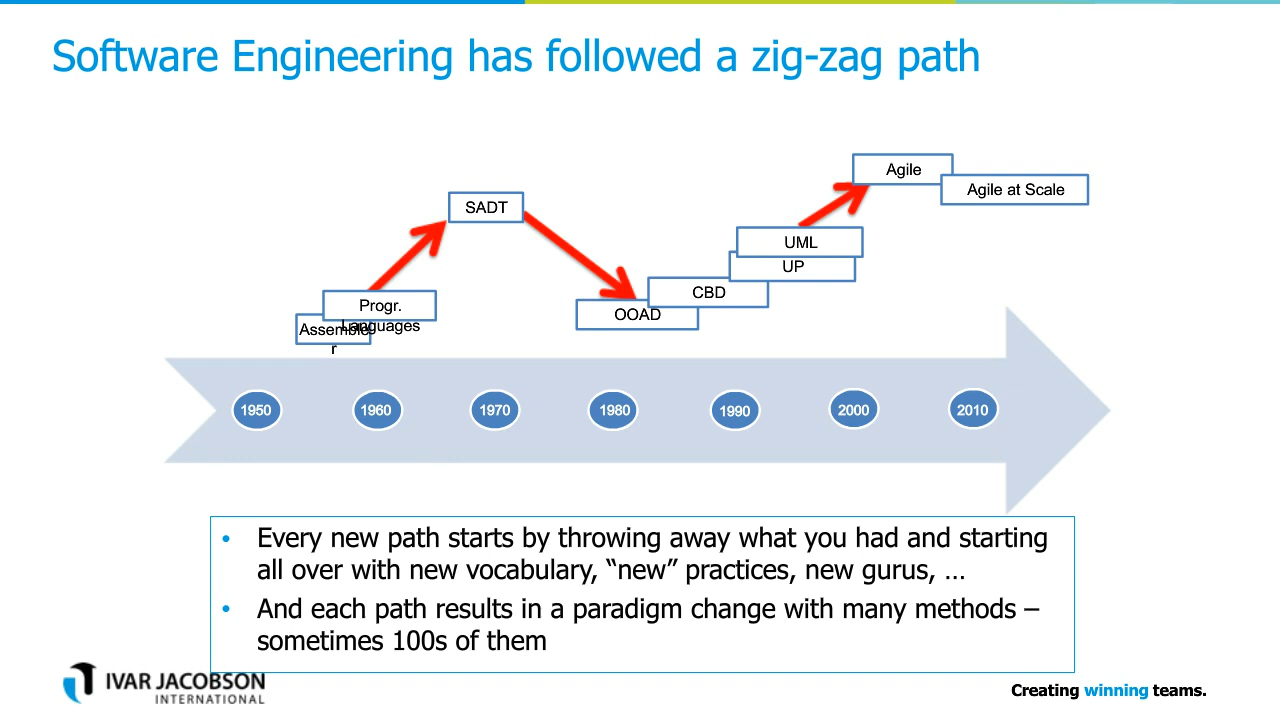 Software Engineering has followed a zig-zag path
Agile
Agile at Scale
SADT
UML
UP
CBD
OOAD
Progr.
Languages
Assemble
r
1950
1960
1970
1980
1990
2000
2010
• Every new path starts by throwing away what you had and starting
all over with new vocabulary, “new” practices, new gurus, …
• And each path results in a paradigm change with many methods –
sometimes 100s of them
IVAR JACOBSON
INTERNATIONAL
Creating winning teams.